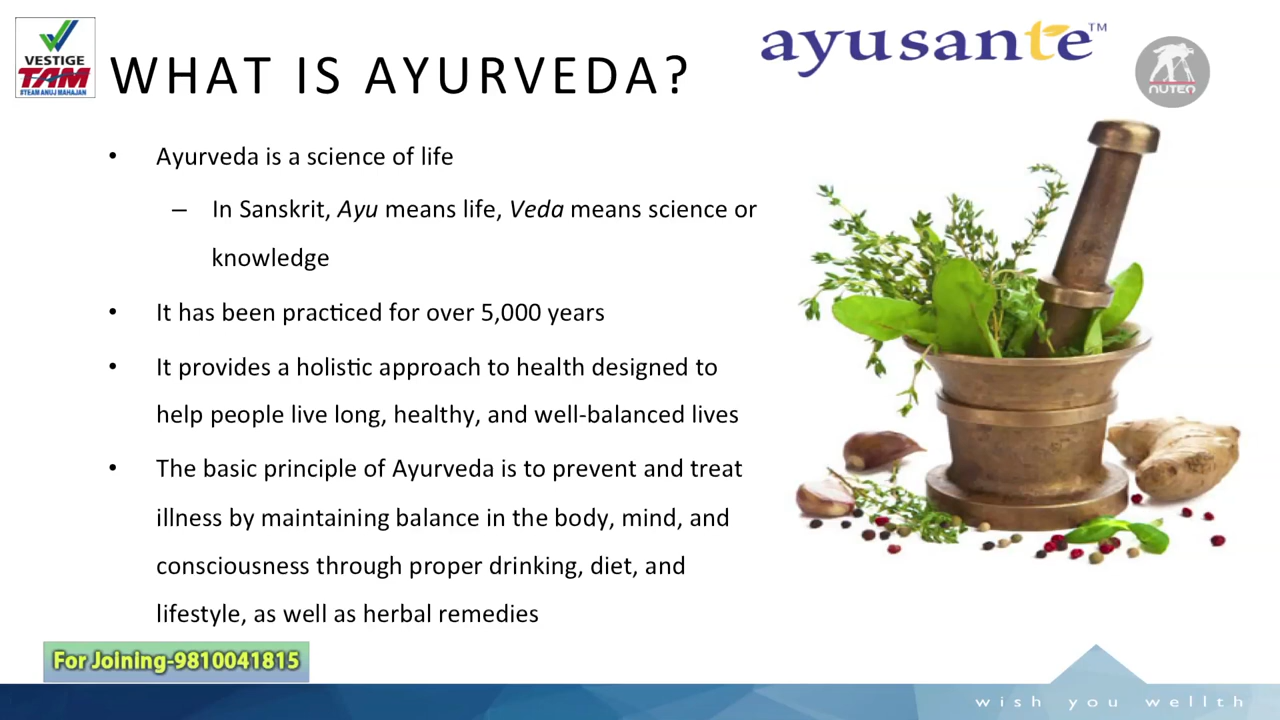 VESTIGE
TAM
#TEAM ANUJ MAHAJAN
WHAT IS AYURVEDA?
ayusante™
NUTEQ
• Ayurveda is a science of life
– In Sanskrit, Ayu means life, Veda means science or
knowledge
• It has been practiced for over 5,000 years
• It provides a holistic approach to health designed to
help people live long, healthy, and well-balanced lives
• The basic principle of Ayurveda is to prevent and treat
illness by maintaining balance in the body, mind, and
consciousness through proper drinking, diet, and
lifestyle, as well as herbal remedies
For Joining-9810041815
wish you wellth